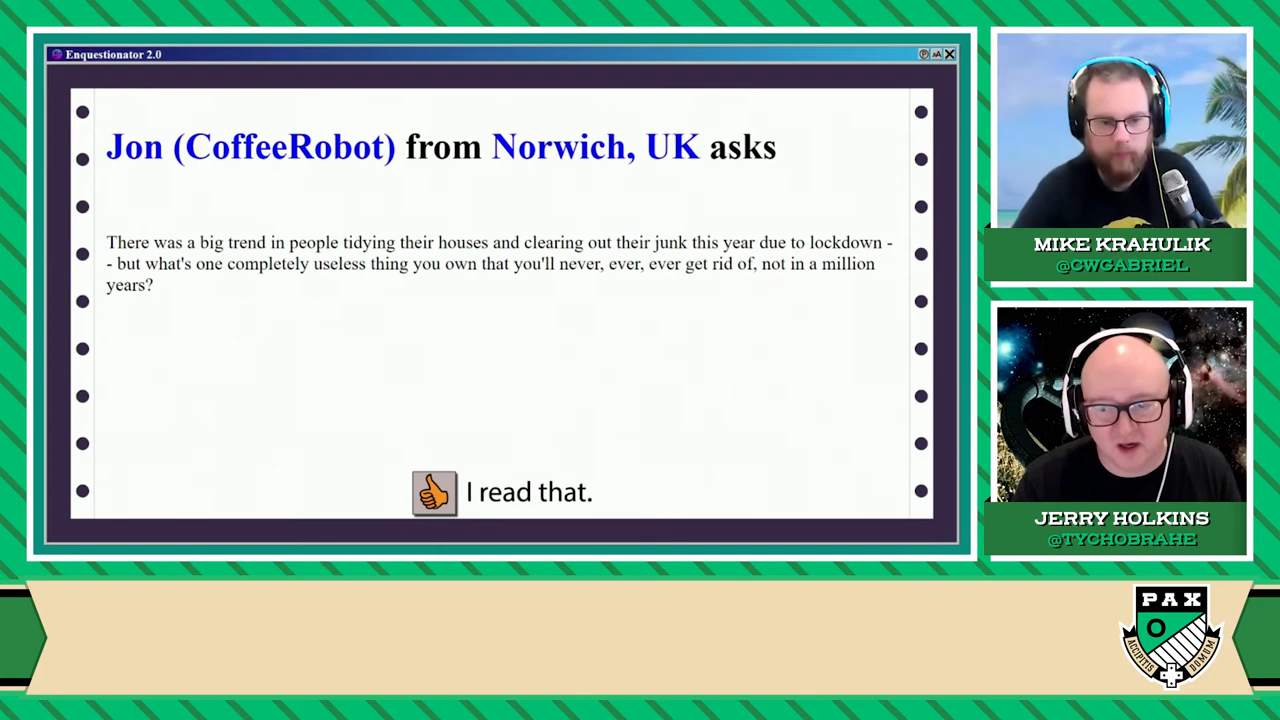 Enquestionator 2.0
Jon (CoffeeRobot) from Norwich, UK asks
There was a big trend in people tidying their houses and clearing out their junk this year due to lockdown -
- but what's one completely useless thing you own that you'll never, ever, ever get rid of, not in a million
years?
I read that.
MIKE KRAHULIK
@CWGABRIEL
JERRY HOLKINS
@TYCHOBRAHE
PAX
ACCIPITIS
DOMUM